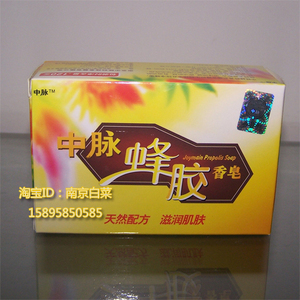 中脉™
中脉
Joymain Propolis Soap
蜂胶
香皂
淘宝ID：南京白菜
15895850585
天然配方 滋润肌肤